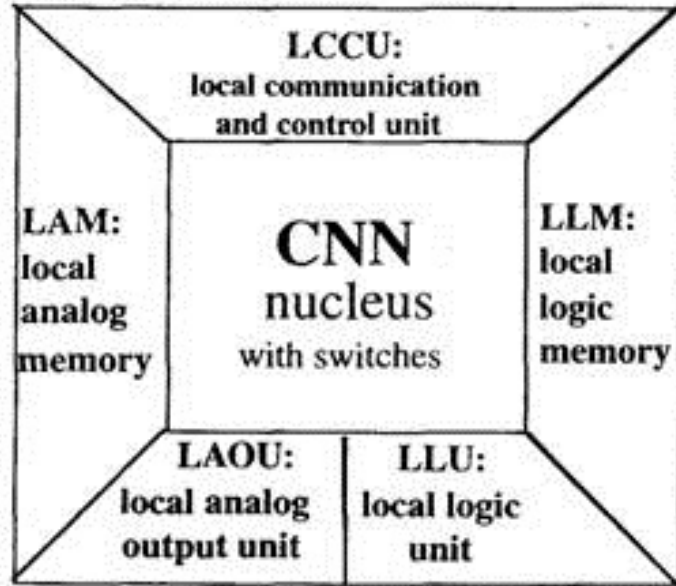 LCCU:
local communication
and control unit
LAM:
local
analog
memory
CNN
nucleus
with switches
LLM:
local
logic
memory
LAOU:
local analog
output unit
LLU:
local logic
unit